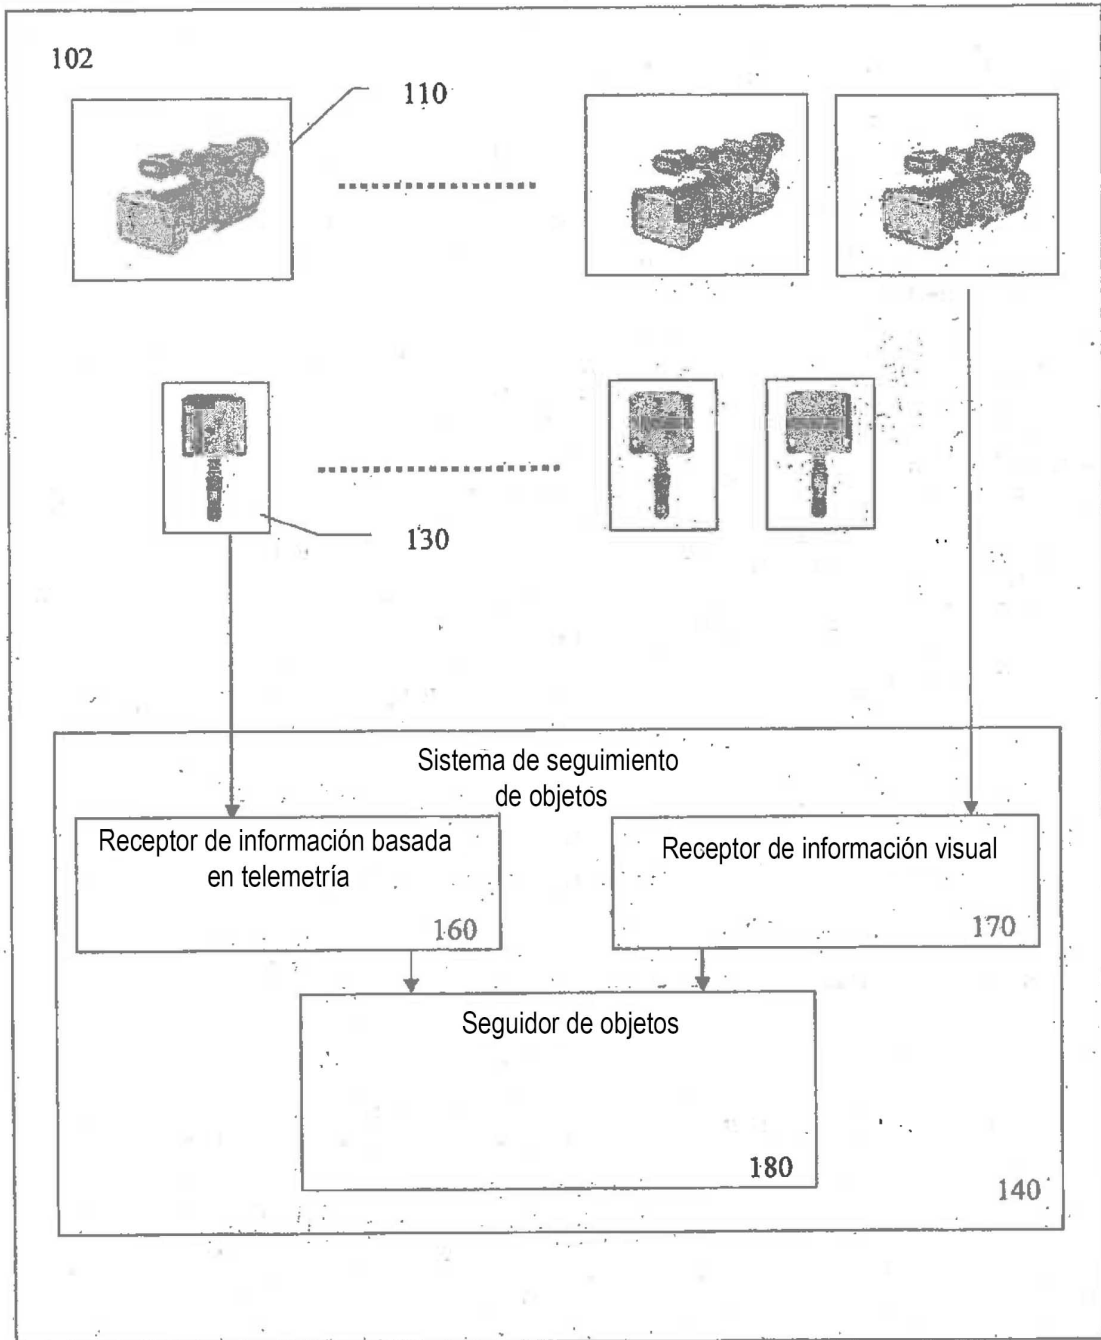 102
110
130
Sistema de seguimiento
de objetos
Receptor de información basada
en telemetría
160
Receptor de información visual
170
Seguidor de objetos
180
140